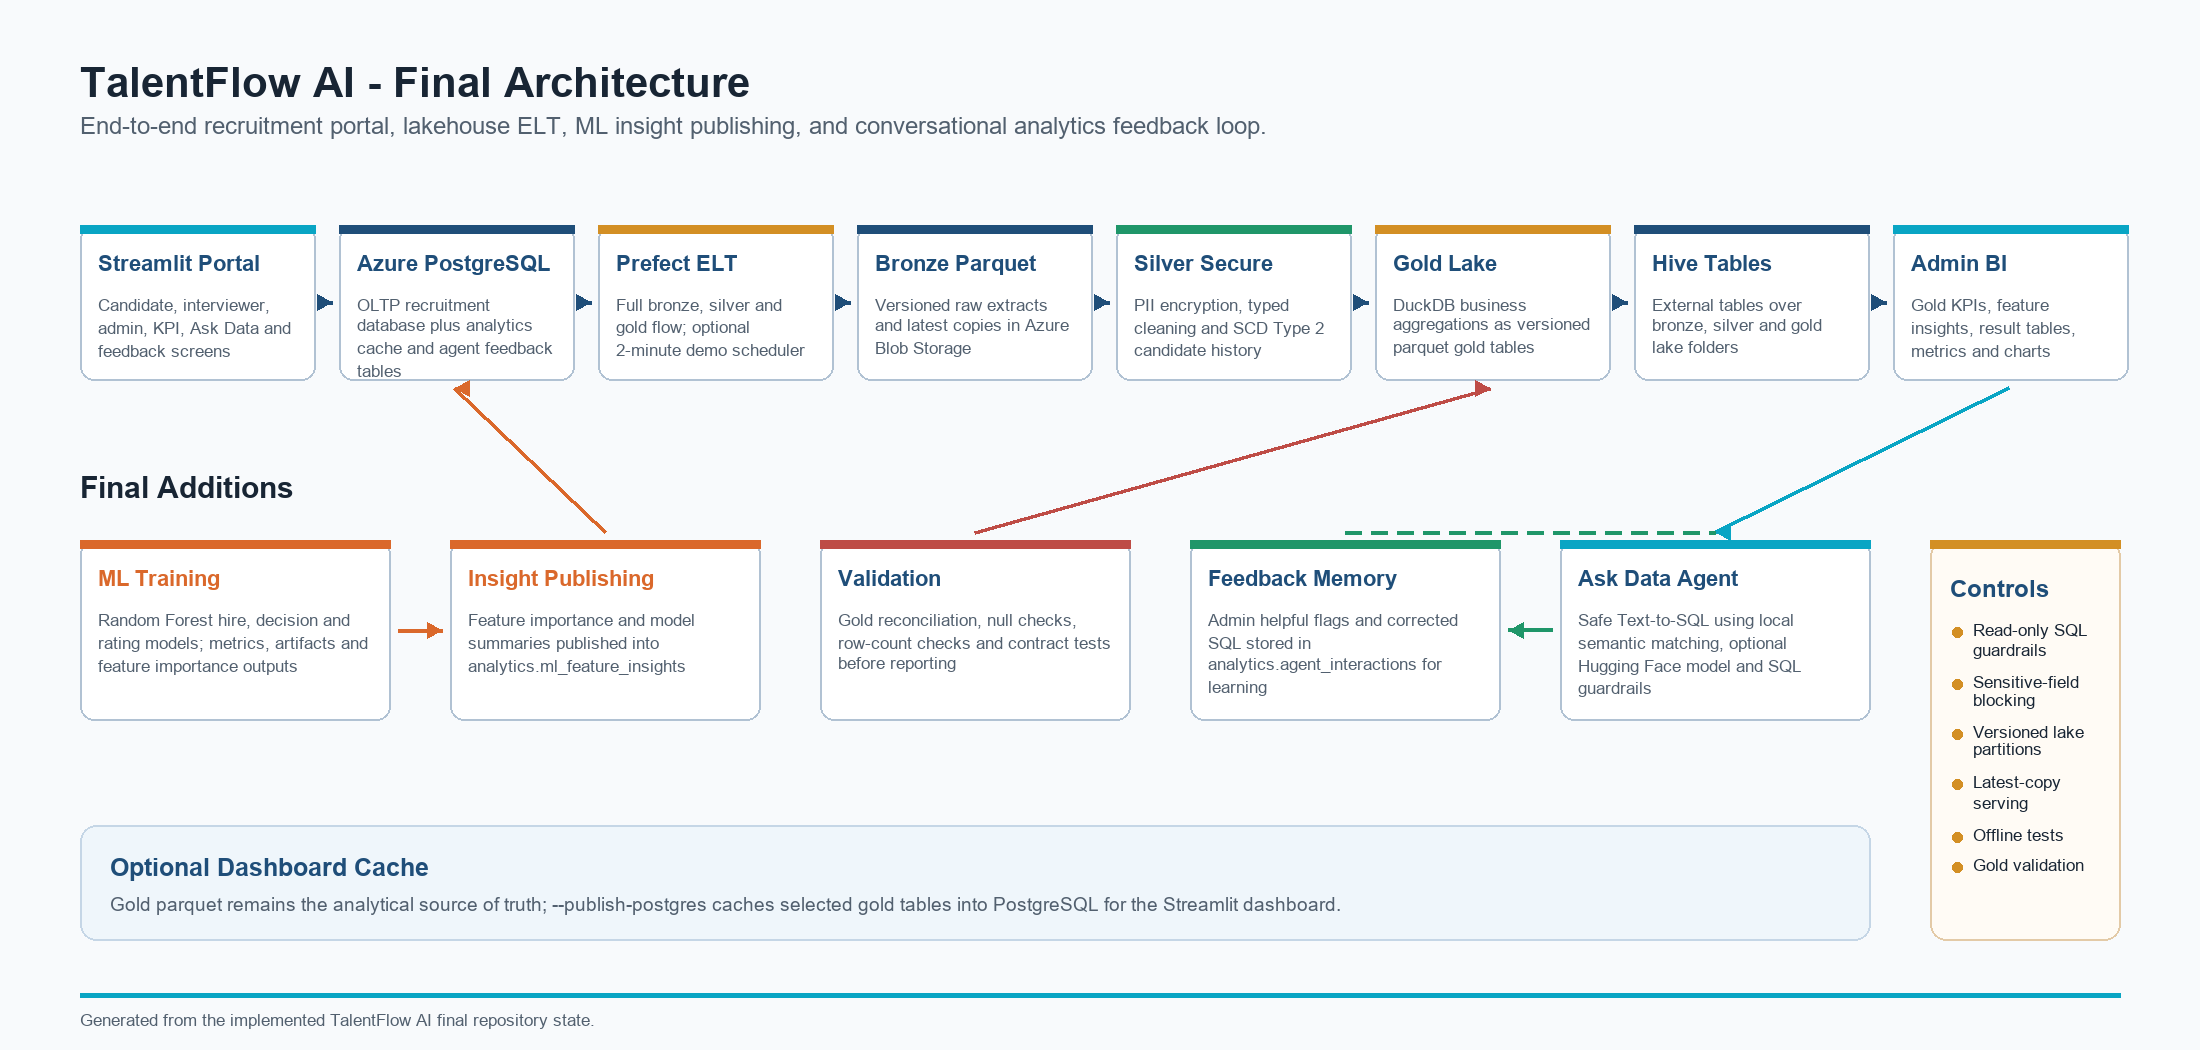 TalentFlow AI - Final Architecture
End-to-end recruitment portal, lakehouse ELT, ML insight publishing, and conversational analytics feedback loop.
Streamlit Portal
Candidate, interviewer,
admin, KPI, Ask Data and
feedback screens
Azure PostgreSQL
OLTP recruitment
database plus analytics
cache and agent feedback
tables
Prefect ELT
Full bronze, silver and
gold flow; optional
2-minute demo scheduler
Bronze Parquet
Versioned raw extracts
and latest copies in Azure
Blob Storage
Silver Secure
PII encryption, typed
cleaning and SCD Type 2
candidate history
Gold Lake
DuckDB business
aggregations as versioned
parquet gold tables
Hive Tables
External tables over
bronze, silver and gold
lake folders
Admin BI
Gold KPIs, feature
insights, result tables,
metrics and charts
Final Additions
ML Training
Random Forest hire, decision and
rating models; metrics, artifacts and
feature importance outputs
Insight Publishing
Feature importance and model
summaries published into
analytics.ml_feature_insights
Validation
Gold reconciliation, null checks,
row-count checks and contract tests
before reporting
Feedback Memory
Admin helpful flags and corrected
SQL stored in
analytics.agent_interactions for
learning
Ask Data Agent
Safe Text-to-SQL using local
semantic matching, optional
Hugging Face model and SQL
guardrails
Controls
Read-only SQL
guardrails
Sensitive-field
blocking
Versioned lake
partitions
Latest-copy
serving
Offline tests
Gold validation
Optional Dashboard Cache
Gold parquet remains the analytical source of truth; --publish-postgres caches selected gold tables into PostgreSQL for the Streamlit dashboard.
Generated from the implemented TalentFlow AI final repository state.